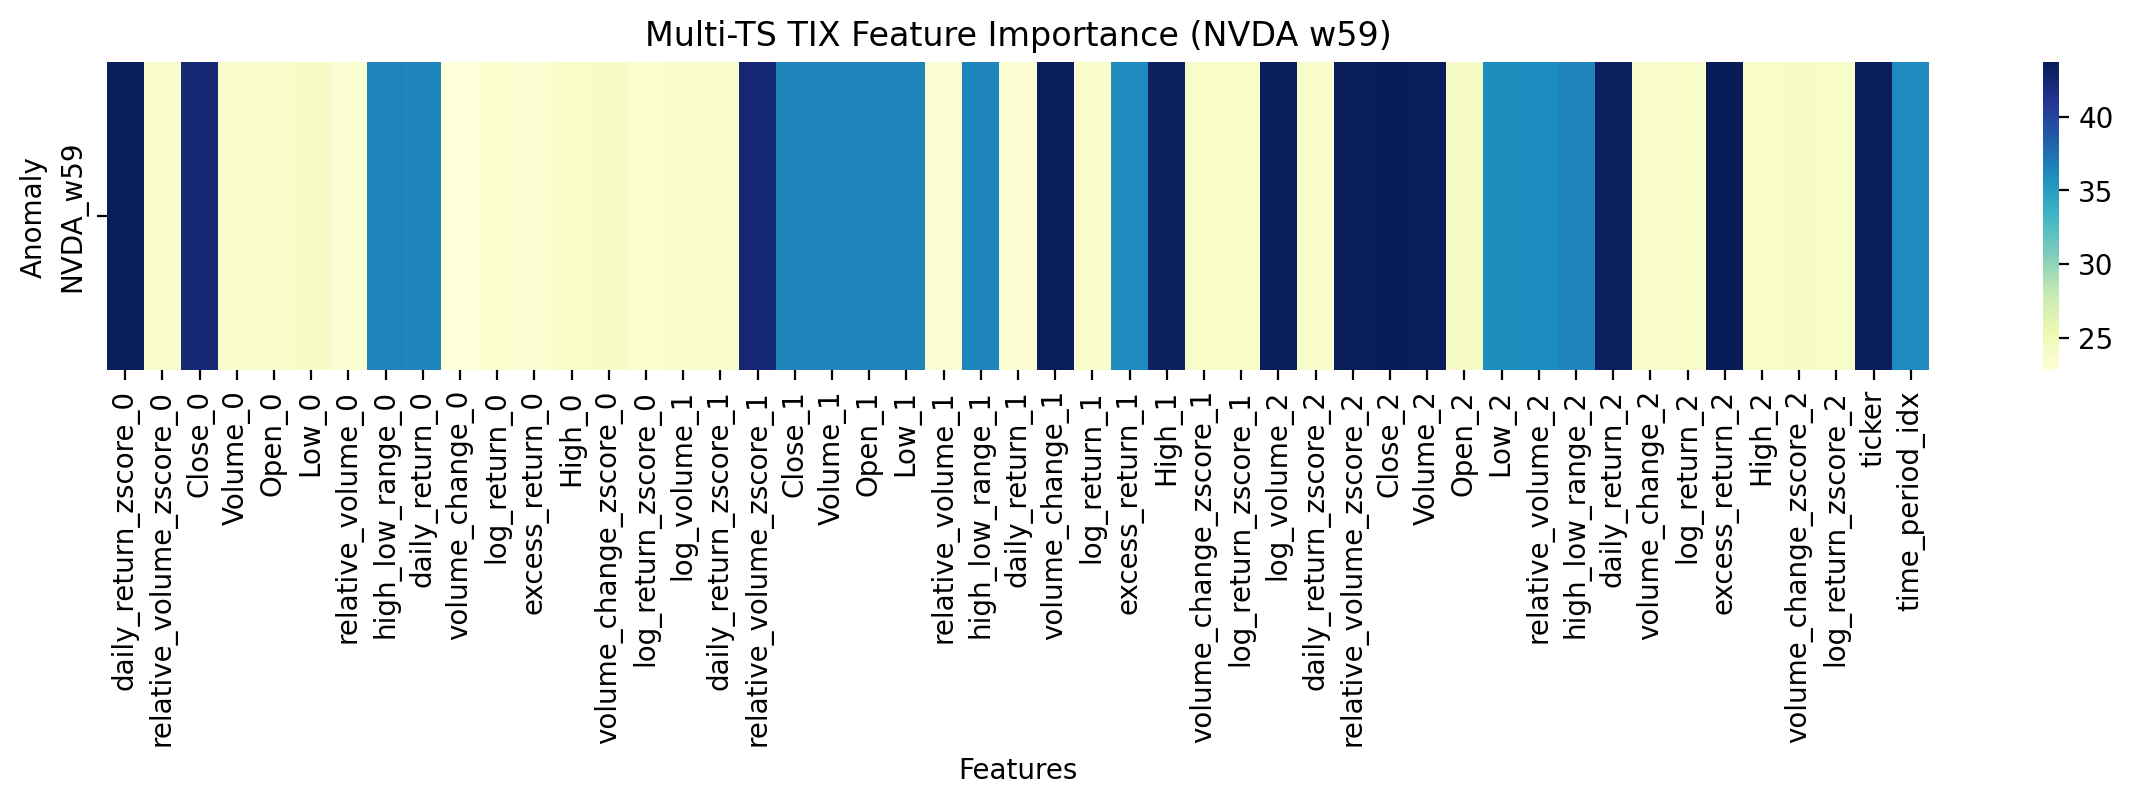 Multi-TS TIX Feature Importance (NVDA w59)
Anomaly
NVDA_w59
40
35
30
25
daily_return_zscore_0
relative_volume_zscore_0
Close_0
Volume_0
Open_0
Low_0
relative_volume_0
high_low_range_0
daily_return_0
volume_change_0
log_return_0
excess_return_0
High_0
volume_change_zscore_0
log_return_zscore_0
log_volume_1
daily_return_zscore_1
relative_volume_zscore_1
Close_1
Volume_1
Open_1
Low_1
relative_volume_1
high_low_range_1
daily_return_1
volume_change_1
log_return_1
excess_return_1
High_1
volume_change_zscore_1
log_return_zscore_1
log_volume_2
daily_return_zscore_2
relative_volume_zscore_2
Close_2
Volume_2
Open_2
Low_2
relative_volume_2
high_low_range_2
daily_return_2
volume_change_2
log_return_2
excess_return_2
High_2
volume_change_zscore_2
log_return_zscore_2
ticker
time_period_idx
Features